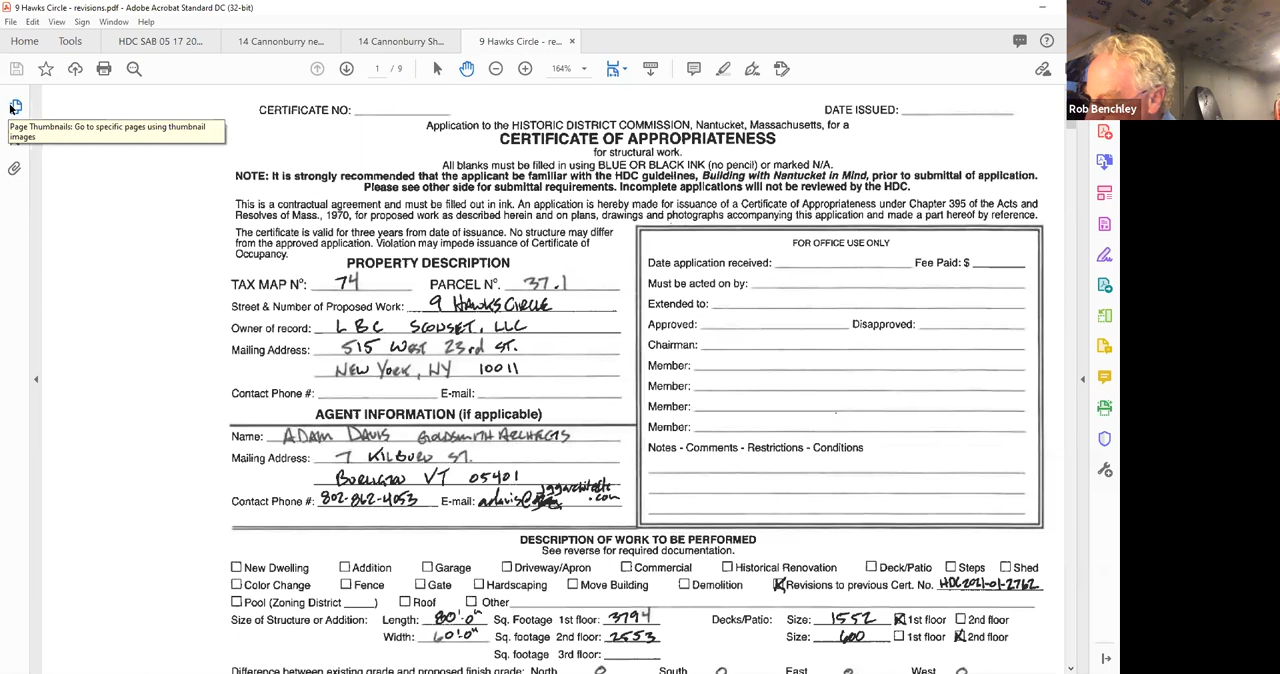 9 Hawks Circle - revisions.pdf - Adobe Acrobat Standard DC (32-bit)
File Edit View Sign Window Help
Home Tools HDC SAB 05 17 20... 14 Cannonburry ne... 14 Cannonburry Sh... 9 Hawks Circle - re... ×
1 / 9 164%
Rob Benchley
Page Thumbnails: Go to specific pages using thumbnail
images
CERTIFICATE NO: DATE ISSUED:
Application to the HISTORIC DISTRICT COMMISSION, Nantucket, Massachusetts, for a
CERTIFICATE OF APPROPRIATENESS
for structural work.
All blanks must be filled in using BLUE OR BLACK INK (no pencil) or marked N/A.
NOTE: It is strongly recommended that the applicant be familiar with the HDC guidelines, Building with Nantucket in Mind, prior to submittal of application.
Please see other side for submittal requirements. Incomplete applications will not be reviewed by the HDC.
This is a contractual agreement and must be filled out in ink. An application is hereby made for issuance of a Certificate of Appropriateness under Chapter 395 of the Acts and
Resolves of Mass., 1970, for proposed work as described herein and on plans, drawings and photographs accompanying this application and made a part hereof by reference.
The certificate is valid for three years from date of issuance. No structure may differ
from the approved application. Violation may impede issuance of Certificate of
Occupancy.
PROPERTY DESCRIPTION
TAX MAP Nº: 74 PARCEL Nº. 37.1
Street & Number of Proposed Work: 9 HAWKS CIRCLE
Owner of record: LBC SCONSET, LLC
Mailing Address: 515 WEST 23rd ST.
NEW YORK, NY 10011
Contact Phone #: E-mail:
AGENT INFORMATION (if applicable)
Name: ADAM DAVIS GOLDSMITH ARCHITECTS
Mailing Address: 7 KILBURN ST.
BURLINGTON VT 05401
Contact Phone #: 802-862-4053 E-mail: adavis@ jggarchitects
.com
FOR OFFICE USE ONLY
Date application received: Fee Paid: $
Must be acted on by:
Extended to:
Approved: Disapproved:
Chairman:
Member:
Member:
Member:
Member:
Notes - Comments - Restrictions - Conditions
DESCRIPTION OF WORK TO BE PERFORMED
See reverse for required documentation.
New Dwelling Addition Garage Driveway/Apron Commercial Historical Renovation Deck/Patio Steps Shed
Color Change Fence Gate Hardscaping Move Building Demolition Revisions to previous Cert. No. HDC2021-01-2762
Pool (Zoning District ) Roof Other
Size of Structure or Addition: Length: 80'-0" Sq. Footage 1st floor: 3794 Decks/Patio: Size: 1552 1st floor 2nd floor
Width: 60'-0" Sq. footage 2nd floor: 2553 Size: 600 1st floor 2nd floor
Sq. footage 3rd floor:
Difference between existing grade and proposed finish grade: North South East West